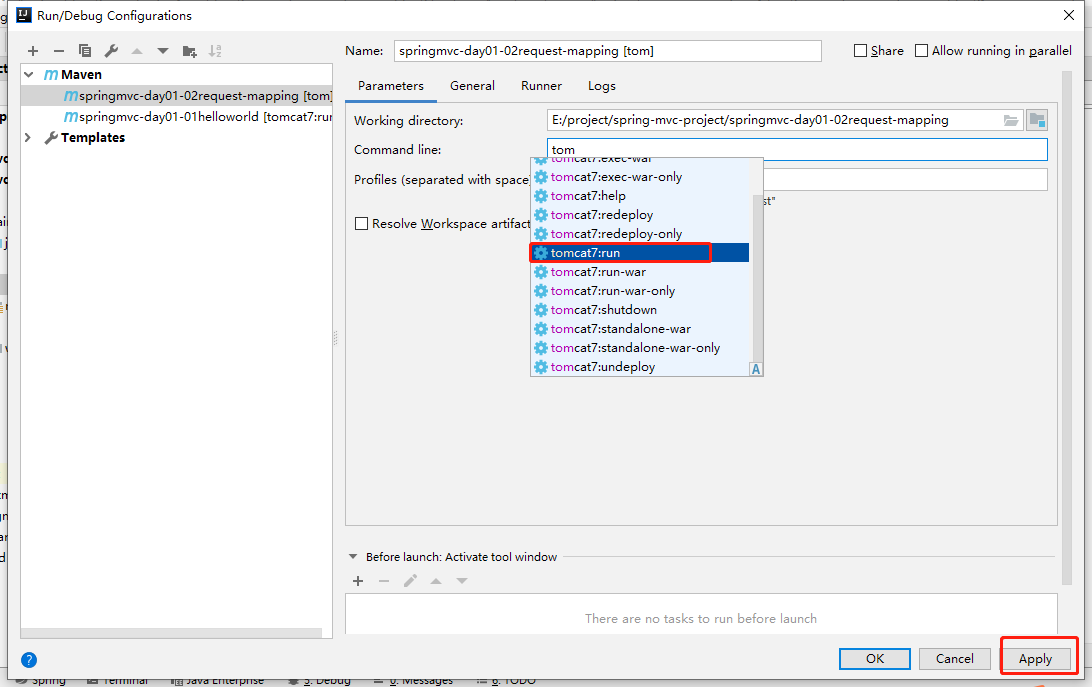 Run/Debug Configurations
Name: springmvc-day01-02request-mapping [tom] Share Allow running in parallel
Maven
springmvc-day01-02request-mapping [tom]
springmvc-day01-01helloworld [tomcat7:run
Templates
Parameters General Runner Logs
Working directory: E:/project/spring-mvc-project/springmvc-day01-02request-mapping
Command line: tom
Profiles (separated with space
st"
Resolve Workspace artifact
tomcat7:exec-war
tomcat7:exec-war-only
tomcat7:help
tomcat7:redeploy
tomcat7:redeploy-only
tomcat7:run
tomcat7:run-war
tomcat7:run-war-only
tomcat7:shutdown
tomcat7:standalone-war
tomcat7:standalone-war-only
tomcat7:undeploy
A
Before launch: Activate tool window
There are no tasks to run before launch
? OK Cancel Apply
Spring Terminal Java Enterprise 5: Debug 0: Messages 6: TODO